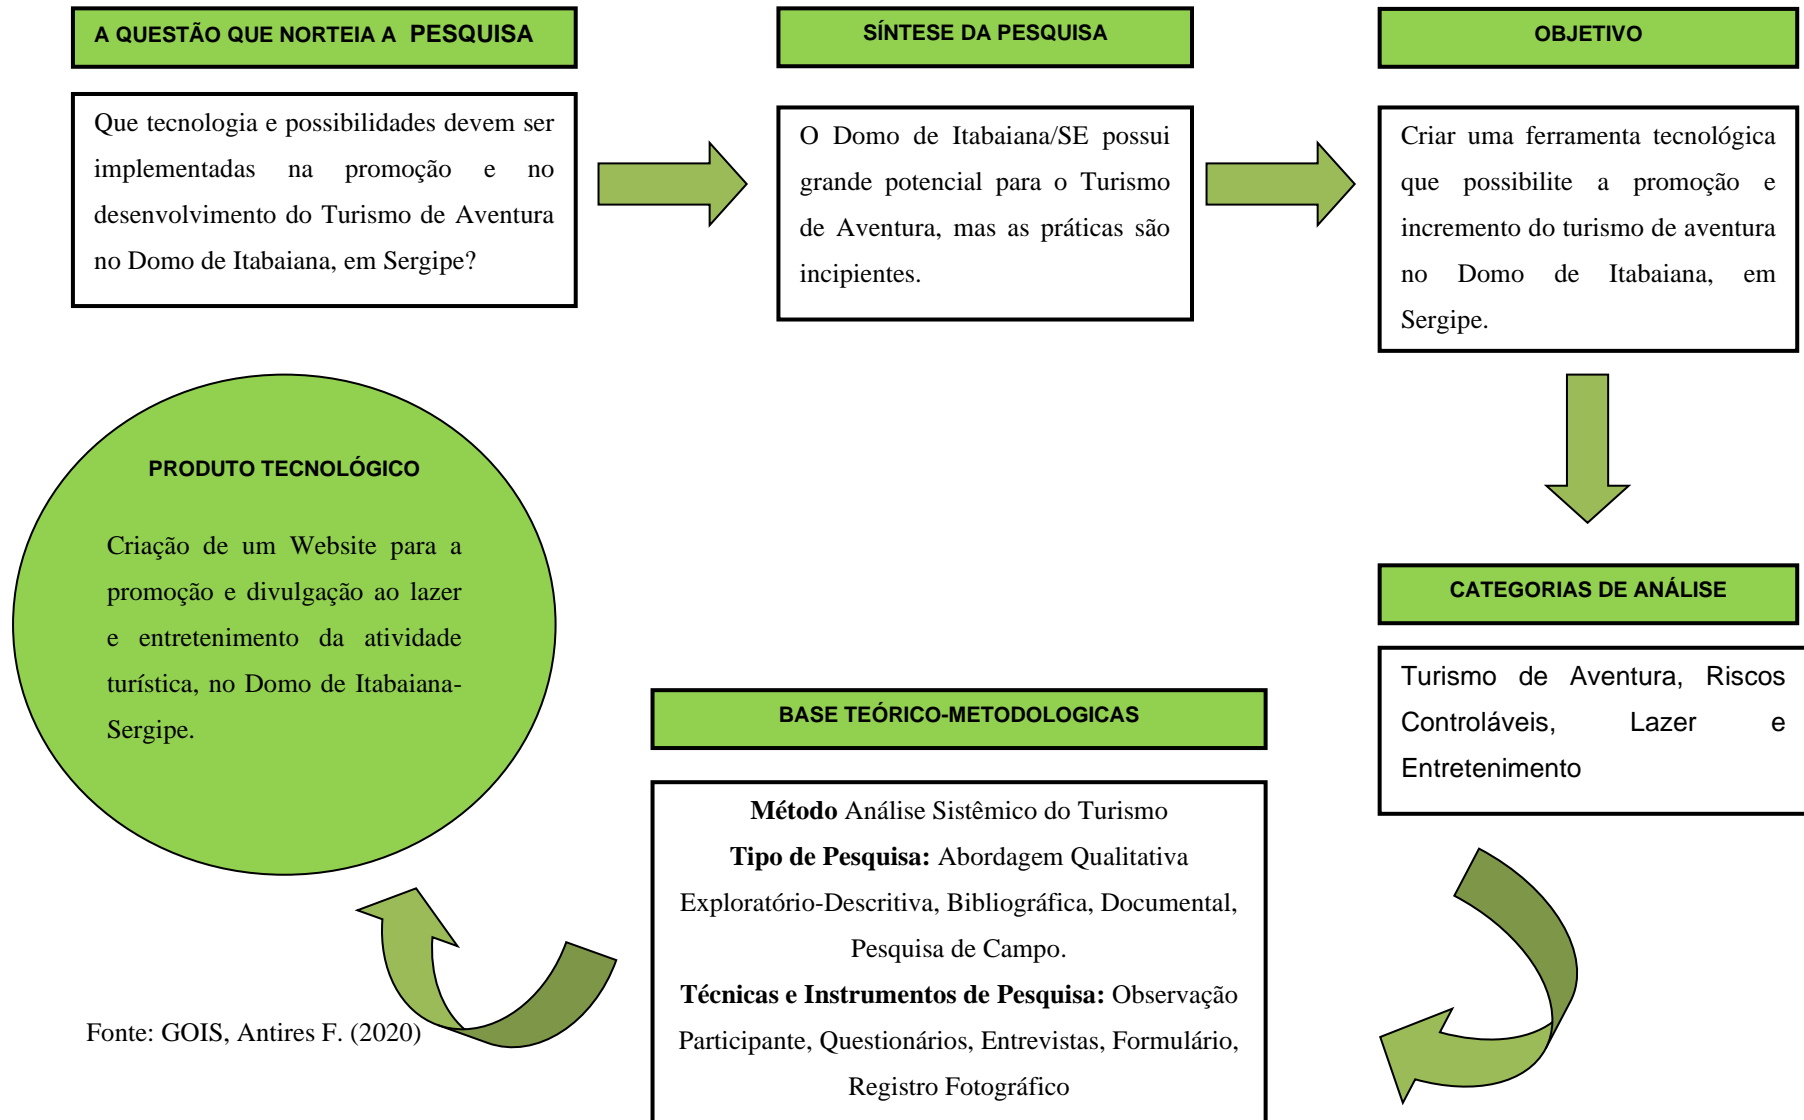 A QUESTÃO QUE NORTEIA A PESQUISA
Que tecnologia e possibilidades devem ser
implementadas na promoção e no
desenvolvimento do Turismo de Aventura
no Domo de Itabaiana, em Sergipe?
SÍNTESE DA PESQUISA
O Domo de Itabaiana/SE possui
grande potencial para o Turismo
de Aventura, mas as práticas são
incipientes.
OBJETIVO
Criar uma ferramenta tecnológica
que possibilite a promoção e
incremento do turismo de aventura
no Domo de Itabaiana, em
Sergipe.
CATEGORIAS DE ANÁLISE
Turismo de Aventura, Riscos
Controláveis, Lazer e
Entretenimento
BASE TEÓRICO-METODOLOGICAS
Método Análise Sistêmico do Turismo
Tipo de Pesquisa: Abordagem Qualitativa
Exploratório-Descritiva, Bibliográfica, Documental,
Pesquisa de Campo.
Técnicas e Instrumentos de Pesquisa: Observação
Participante, Questionários, Entrevistas, Formulário,
Registro Fotográfico
PRODUTO TECNOLÓGICO
Criação de um Website para a
promoção e divulgação ao lazer
e entretenimento da atividade
turística, no Domo de Itabaiana-
Sergipe.
Fonte: GOIS, Antires F. (2020)